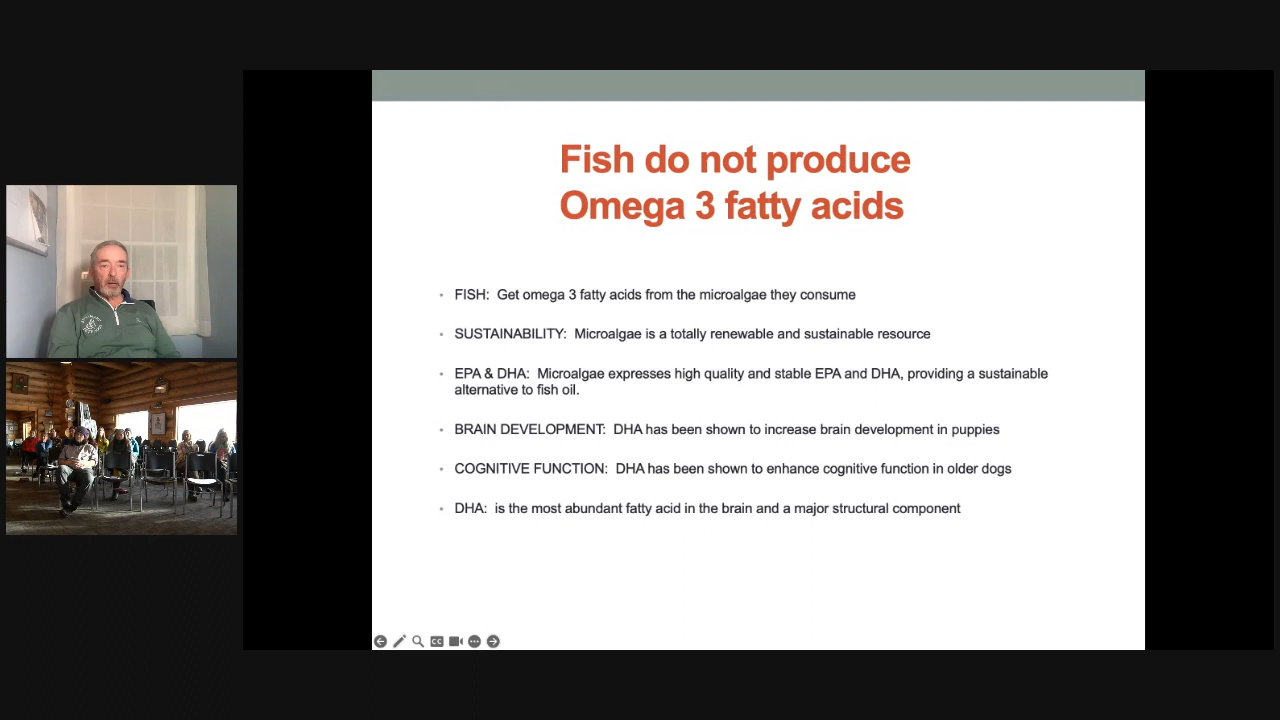 Fish do not produce
Omega 3 fatty acids
FISH: Get omega 3 fatty acids from the microalgae they consume
SUSTAINABILITY: Microalgae is a totally renewable and sustainable resource
EPA & DHA: Microalgae expresses high quality and stable EPA and DHA, providing a sustainable
alternative to fish oil.
BRAIN DEVELOPMENT: DHA has been shown to increase brain development in puppies
COGNITIVE FUNCTION: DHA has been shown to enhance cognitive function in older dogs
DHA: is the most abundant fatty acid in the brain and a major structural component
CC